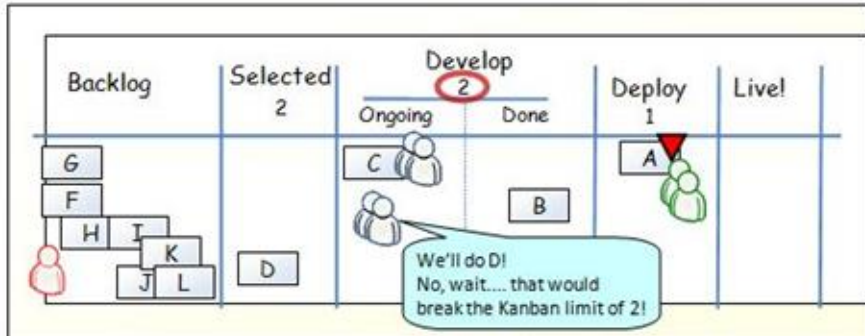 Backlog
Selected
2
Develop
2
Ongoing
Done
Deploy
1
Live!
G
F
H
I
K
J
L
D
C
B
A
We'll do D!
No, wait.... that would
break the Kanban limit of 2!